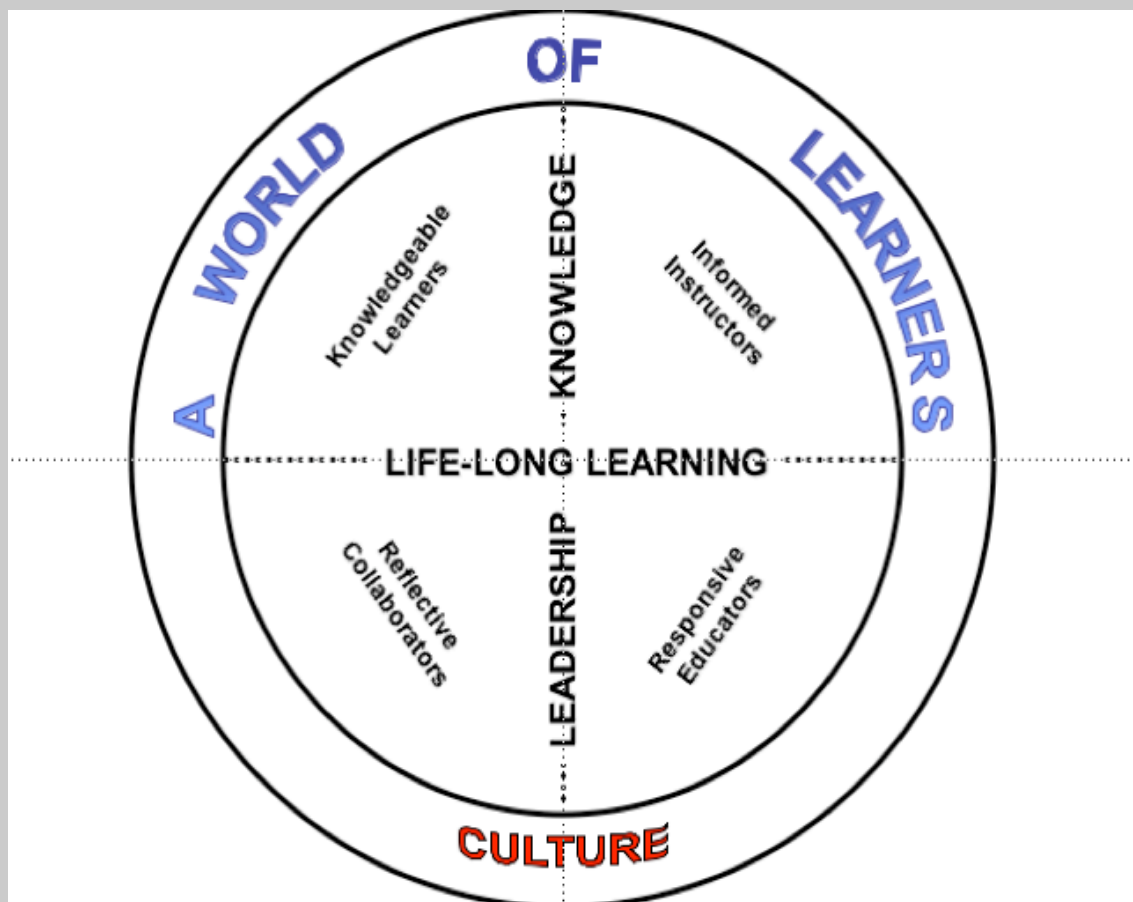 A WORLD OF LEARNERS
KNOWLEDGE
Knowledgeable
Learners
Informed
Instructors
LIFE-LONG LEARNING
LEADERSHIP
Reflective
Collaborators
Responsive
Educators
CULTURE